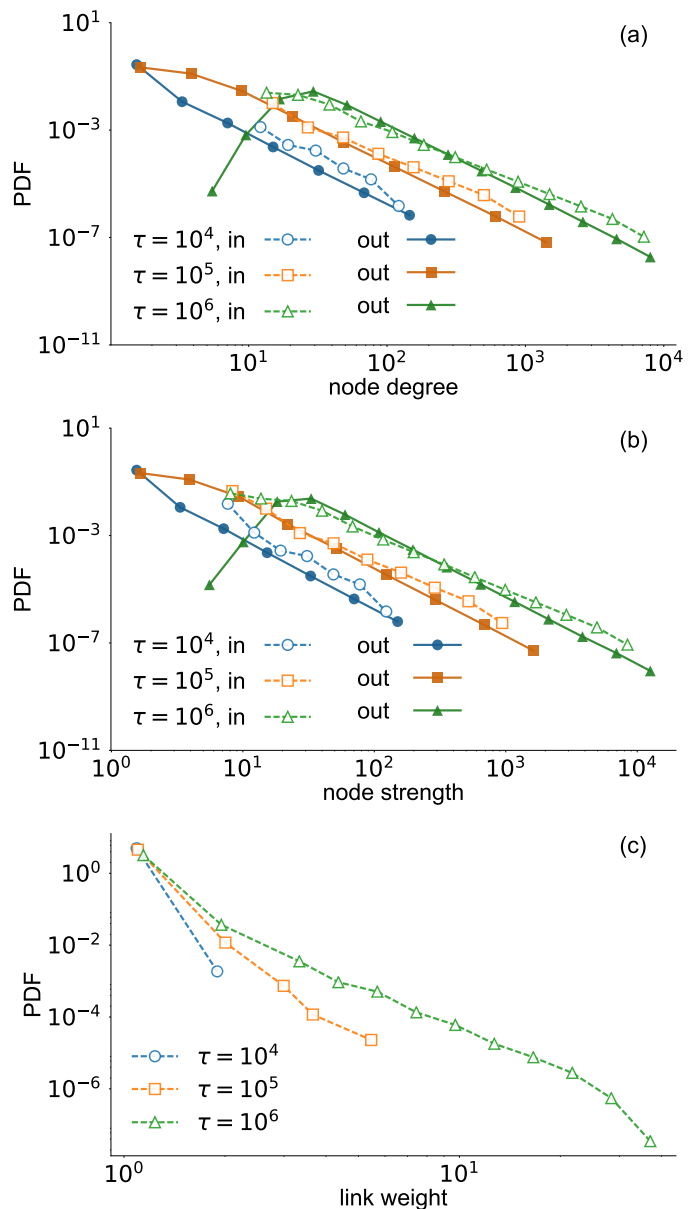 (a)
10^1
10^-3
10^-7
10^-11
PDF
τ = 10^4, in out
τ = 10^5, in out
τ = 10^6, in out
10^1 10^2 10^3 10^4
node degree
(b)
10^1
10^-3
10^-7
10^-11
PDF
τ = 10^4, in out
τ = 10^5, in out
τ = 10^6, in out
10^0 10^1 10^2 10^3 10^4
node strength
(c)
10^0
10^-2
10^-4
10^-6
PDF
τ = 10^4
τ = 10^5
τ = 10^6
10^0 10^1
link weight